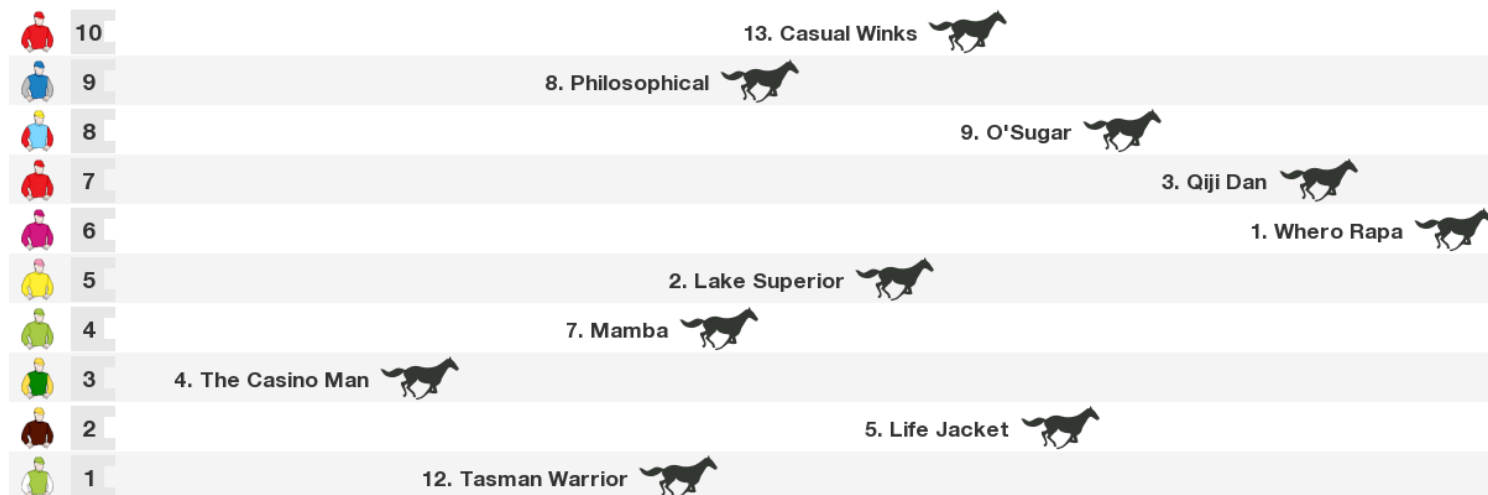 10 13. Casual Winks
9 8. Philosophical
8 9. O'Sugar
7 3. Qiji Dan
6 1. Whero Rapa
5 2. Lake Superior
4 7. Mamba
3 4. The Casino Man
2 5. Life Jacket
1 12. Tasman Warrior